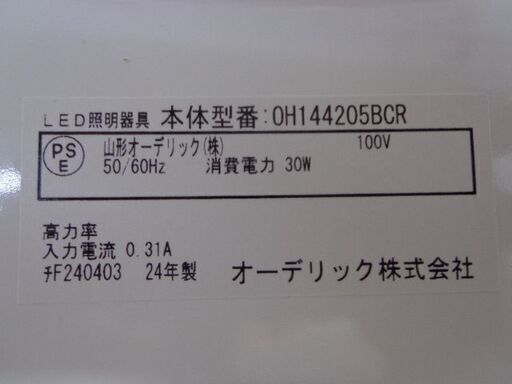 LED照明器具 本体型番:OH144205BCR
PS
E
山形オーデリック(株) 100V
50/60Hz 消費電力 30W
高力率
入力電流 0.31A
ﾁF240403 24年製 オーデリック株式会社